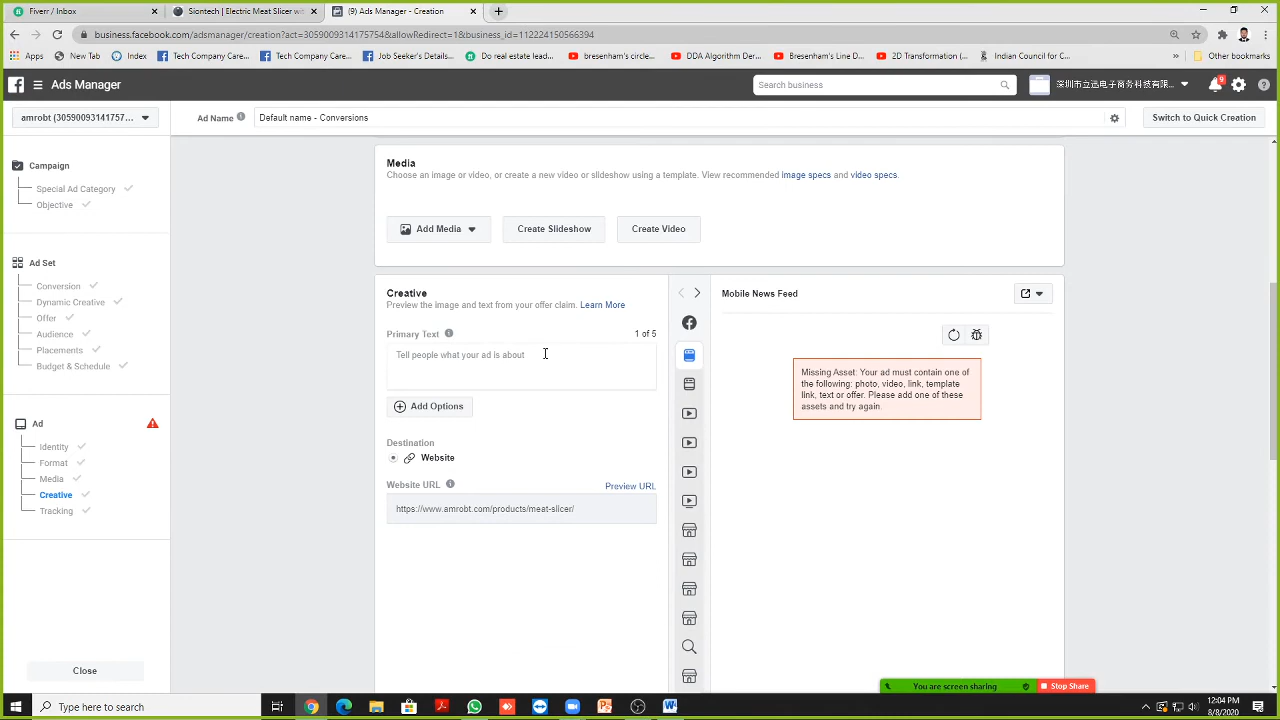 Fiverr / Inbox
Siontech | Electric Meat Slicer wit
(9) Ads Manager - Creation
business.facebook.com/adsmanager/creation?act=3059009314175754&allowRedirect=1&business_id=112224150566394
Apps
Video
Index
Tech Company Care...
Tech Company Care...
Job Seeker's Details...
Do real estate lead...
bresenham's circle...
DDA Algorithm Der...
Bresenham's Line D...
2D Transformation (...
Indian Council of C...
Other bookmarks
Ads Manager
Search business
深圳市立迅电子商务科技有限...
9
amrobt (30590093141757...
Ad Name
Default name - Conversions
Switch to Quick Creation
Campaign
Special Ad Category
Objective
Ad Set
Conversion
Dynamic Creative
Offer
Audience
Placements
Budget & Schedule
Ad
Identity
Format
Media
Creative
Tracking
Close
Media
Choose an image or video, or create a new video or slideshow using a template. View recommended image specs and video specs.
Add Media
Create Slideshow
Create Video
Creative
Preview the image and text from your offer claim. Learn More
Primary Text
1 of 5
Tell people what your ad is about
Add Options
Destination
Website
Website URL
Preview URL
https://www.amrobt.com/products/meat-slicer/
Mobile News Feed
Missing Asset: Your ad must contain one of
the following: photo, video, link, template
link, text or offer. Please add one of these
assets and try again.
You are screen sharing
Stop Share
Type here to search
12:04 PM
8/8/2020